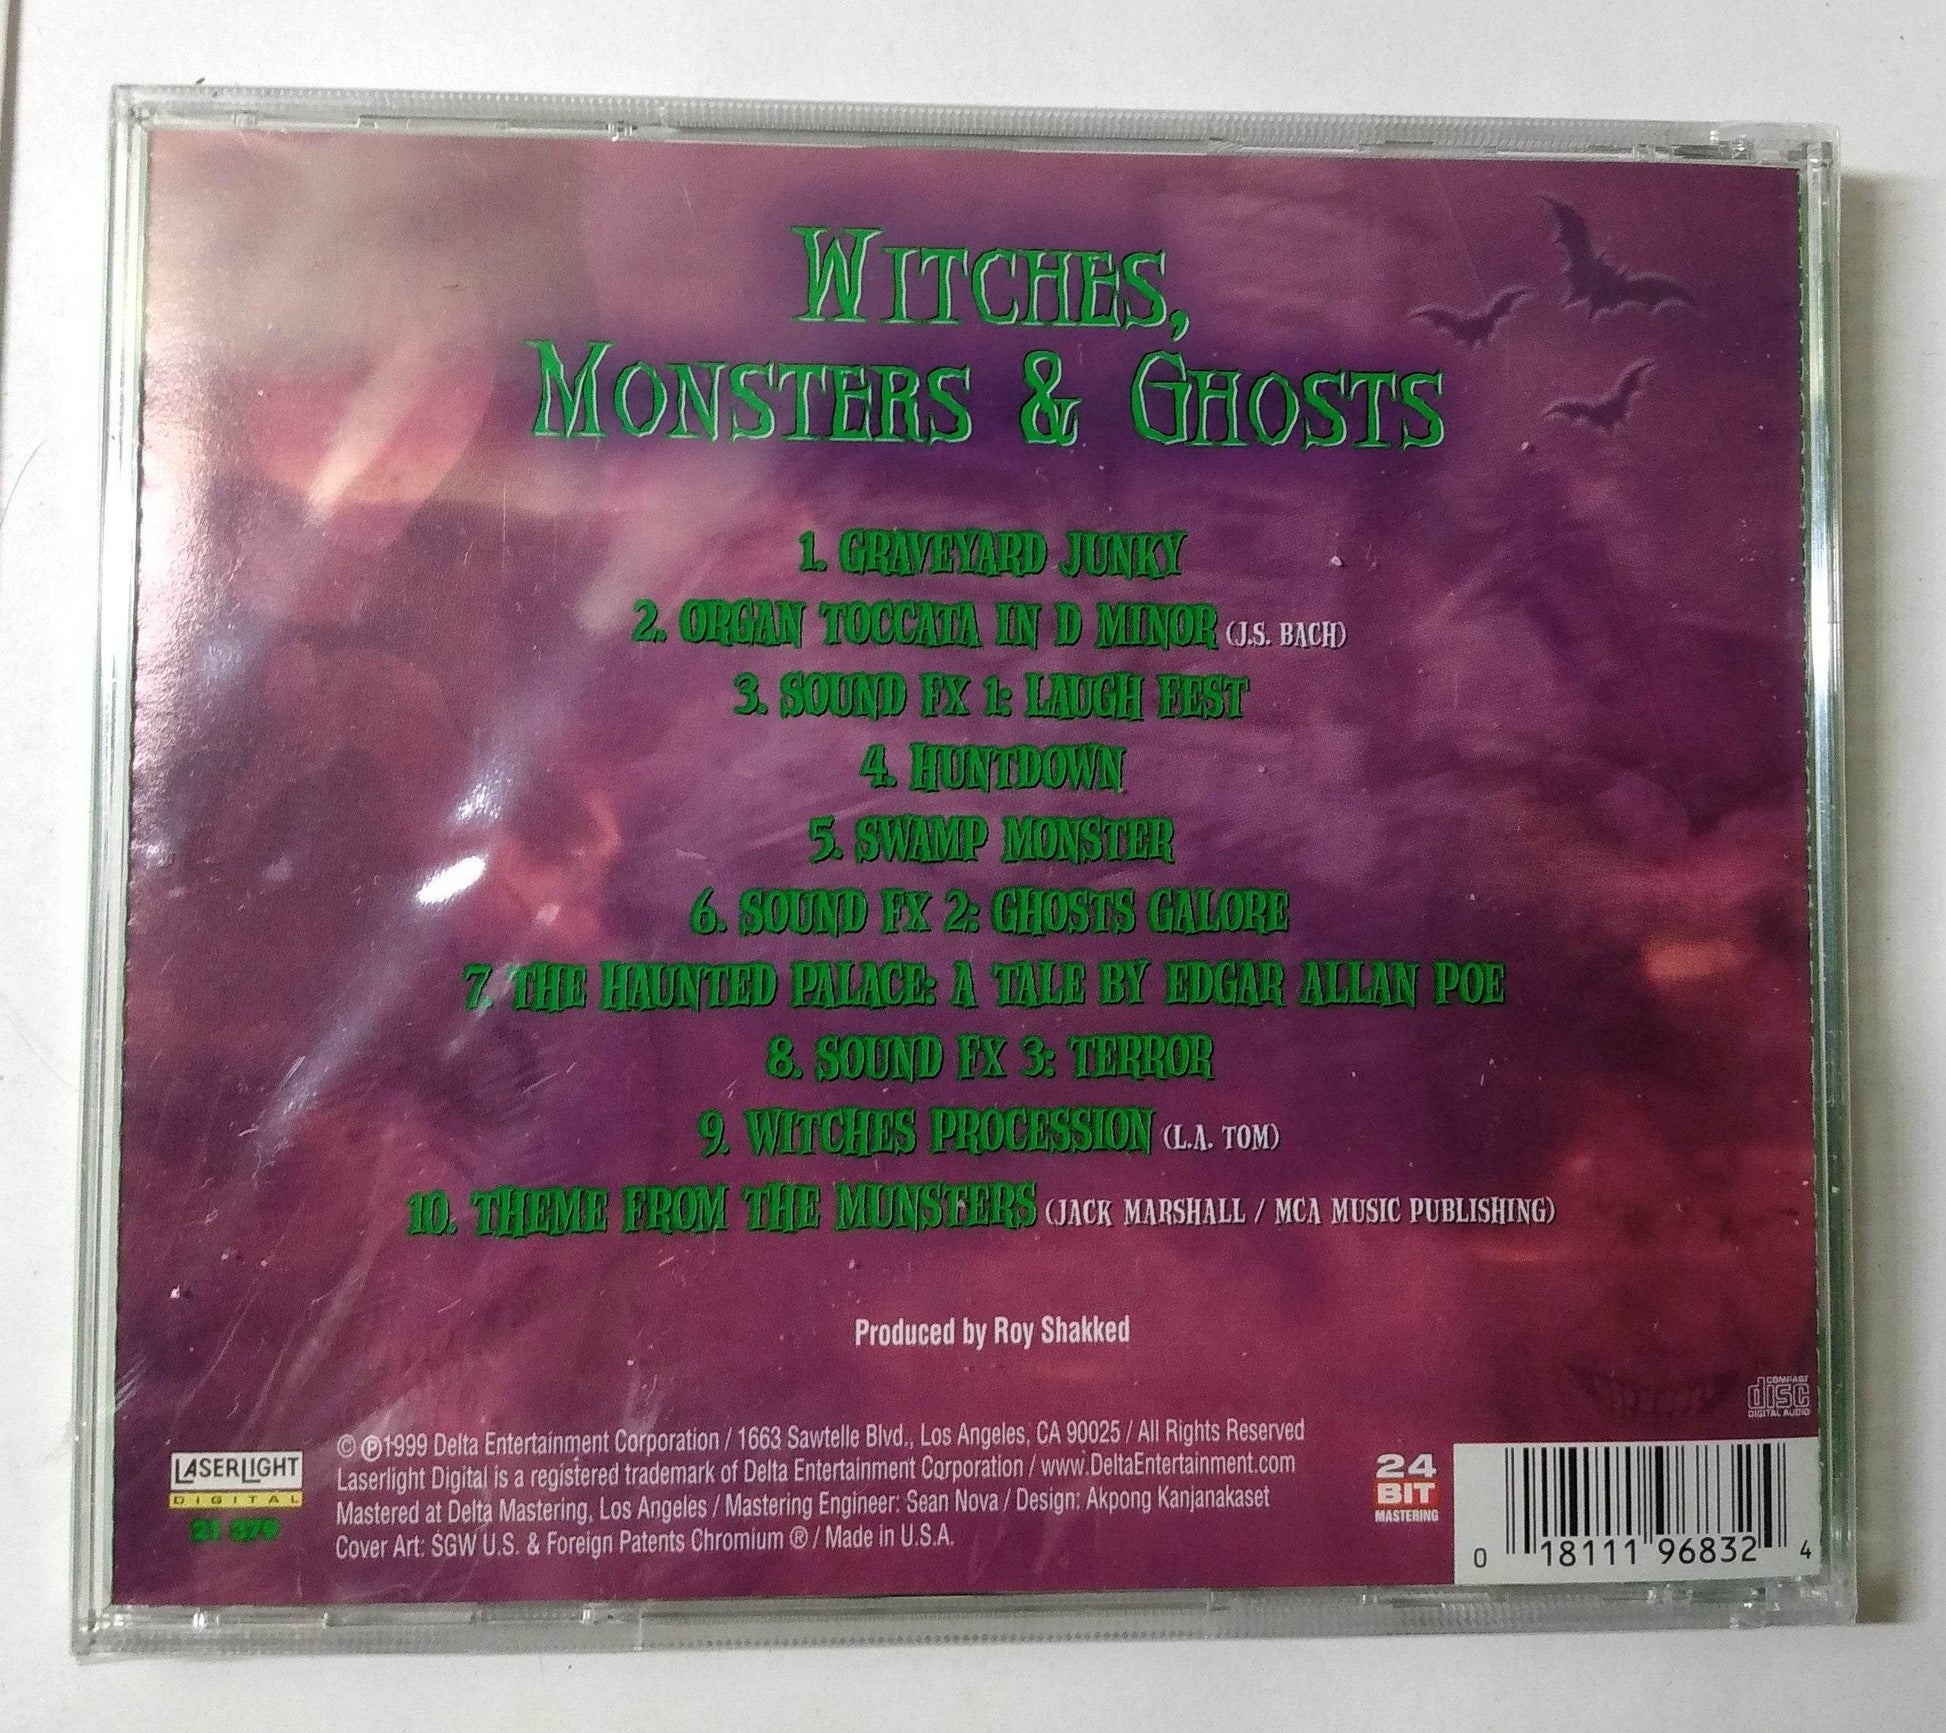 WITCHES,
MONSTERS & GHOSTS
1. GRAVEYARD JUNKY
2. ORGAN TOCCATA IN D MINOR (J.S. BACH)
3. SOUND FX 1: LAUGH FEST
4. HUNTDOWN
5. SWAMP MONSTER
6. SOUND FX 2: GHOSTS GALORE
7. THE HAUNTED PALACE: A TALE BY EDGAR ALLAN POE
8. SOUND FX 3: TERROR
9. WITCHES PROCESSION (L.A. TOM)
10. THEME FROM THE MUNSTERS (JACK MARSHALL / MCA MUSIC PUBLISHING)
Produced by Roy Shakked
COMPACT
disc
DIGITAL AUDIO
LASERLIGHT
DIGITAL
21 379
© ℗1999 Delta Entertainment Corporation / 1663 Sawtelle Blvd., Los Angeles, CA 90025 / All Rights Reserved
Laserlight Digital is a registered trademark of Delta Entertainment Corporation / www.DeltaEntertainment.com
Mastered at Delta Mastering, Los Angeles / Mastering Engineer: Sean Nova / Design: Akpong Kanjanakaset
Cover Art: SGW U.S. & Foreign Patents Chromium ® / Made in U.S.A.
24
BIT
MASTERING
0 18111 96832 4